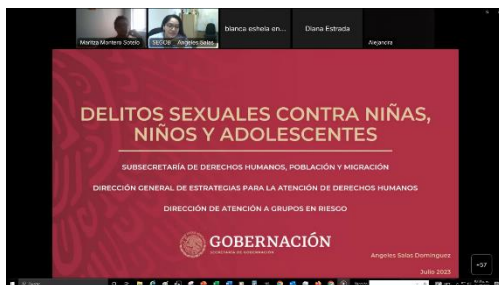 Maritza Montero Sotelo
SEGOB Angeles Salas
blanca eshela en...
Diana Estrada
Alejandra
DELITOS SEXUALES CONTRA NIÑAS,
NIÑOS Y ADOLESCENTES
SUBSECRETARÍA DE DERECHOS HUMANOS, POBLACIÓN Y MIGRACIÓN
DIRECCIÓN GENERAL DE ESTRATEGIAS PARA LA ATENCIÓN DE DERECHOS HUMANOS
DIRECCIÓN DE ATENCIÓN A GRUPOS EN RIESGO
GOBERNACIÓN
SECRETARÍA DE GOBERNACIÓN
Angeles Salas Dominguez
Julio 2023
+57